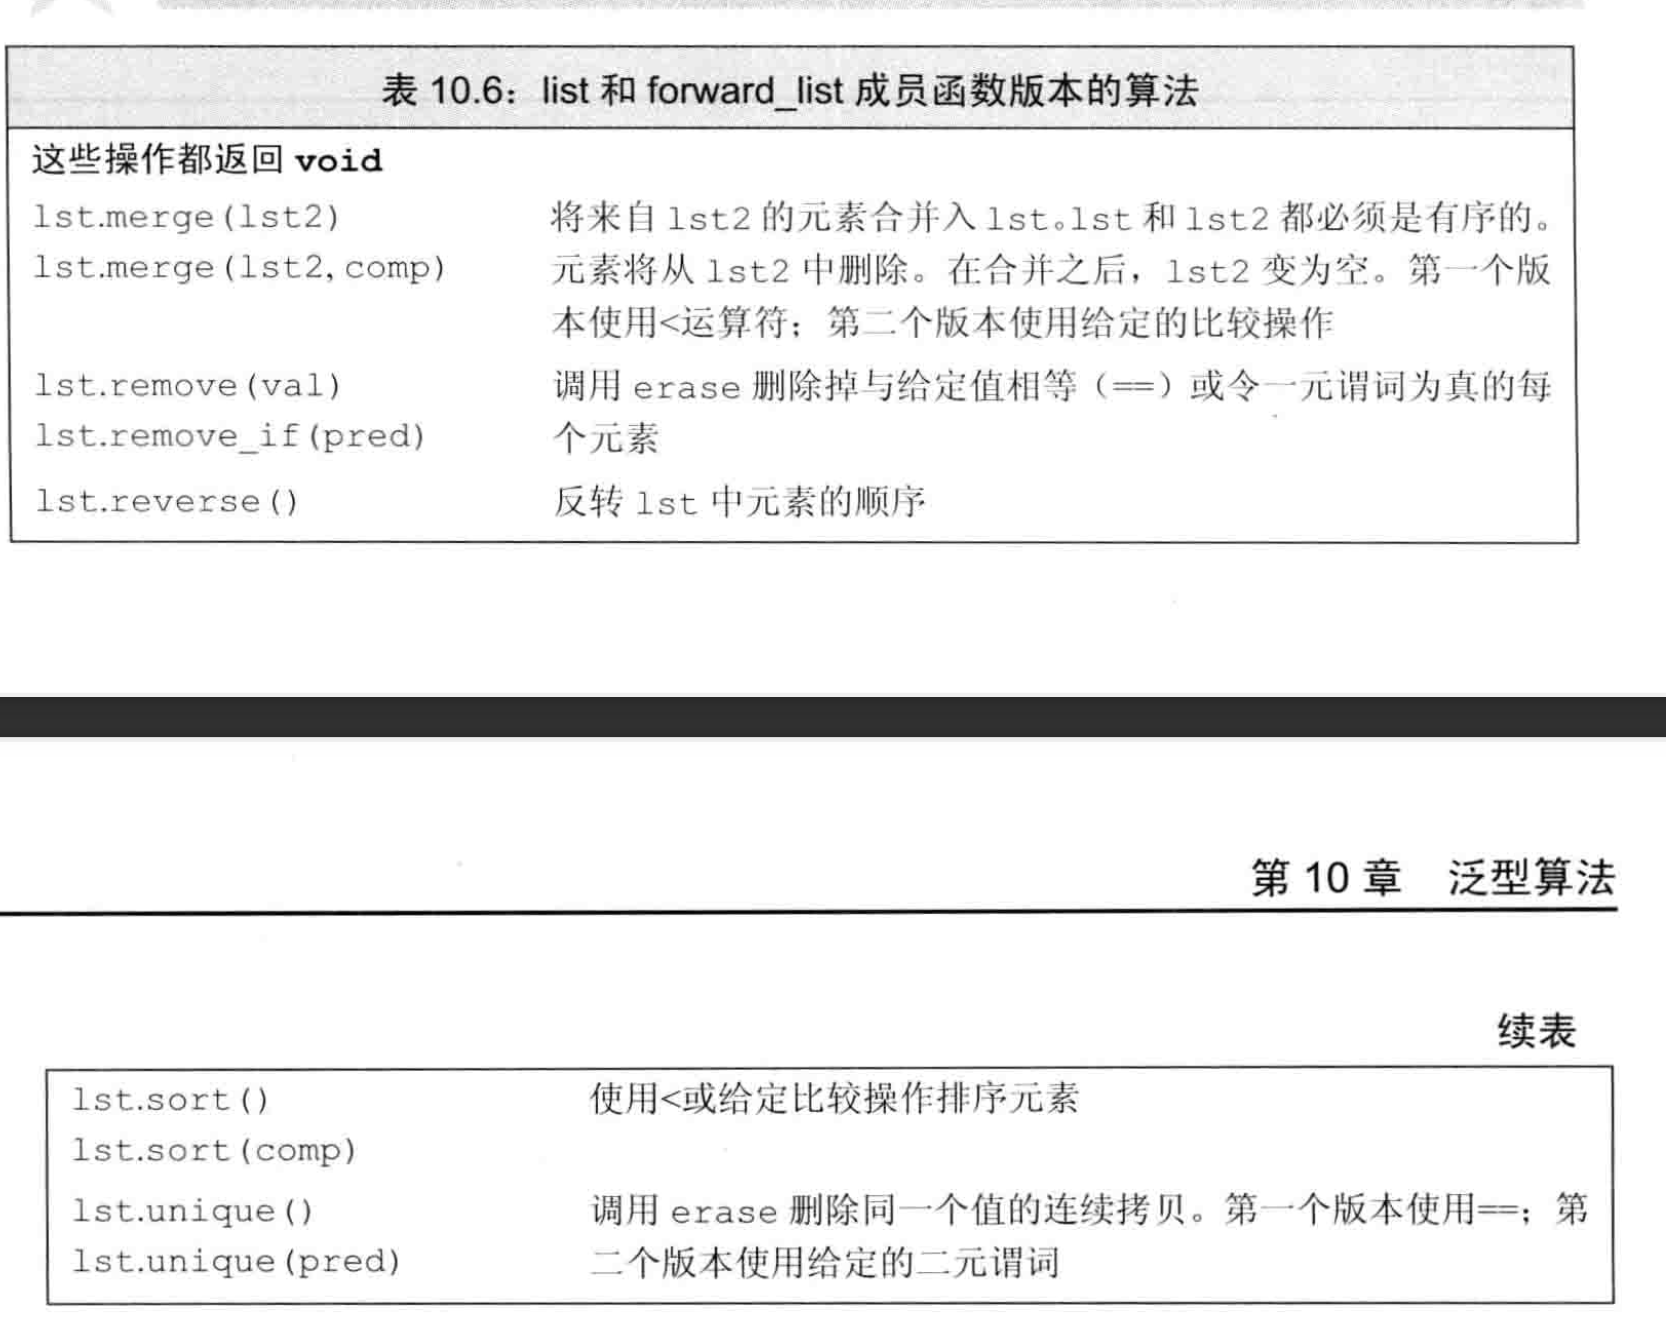 表 10.6：list 和 forward_list 成员函数版本的算法
这些操作都返回 void
lst.merge(lst2) 将来自 lst2 的元素合并入 lst。lst 和 lst2 都必须是有序的。
lst.merge(lst2,comp) 元素将从 lst2 中删除。在合并之后，lst2 变为空。第一个版
本使用<运算符；第二个版本使用给定的比较操作
lst.remove(val) 调用 erase 删除掉与给定值相等（==）或令一元谓词为真的每
lst.remove_if(pred) 个元素
lst.reverse() 反转 lst 中元素的顺序
第 10 章 泛型算法
续表
lst.sort() 使用<或给定比较操作排序元素
lst.sort(comp)
lst.unique() 调用 erase 删除同一个值的连续拷贝。第一个版本使用==；第
lst.unique(pred) 二个版本使用给定的二元谓词